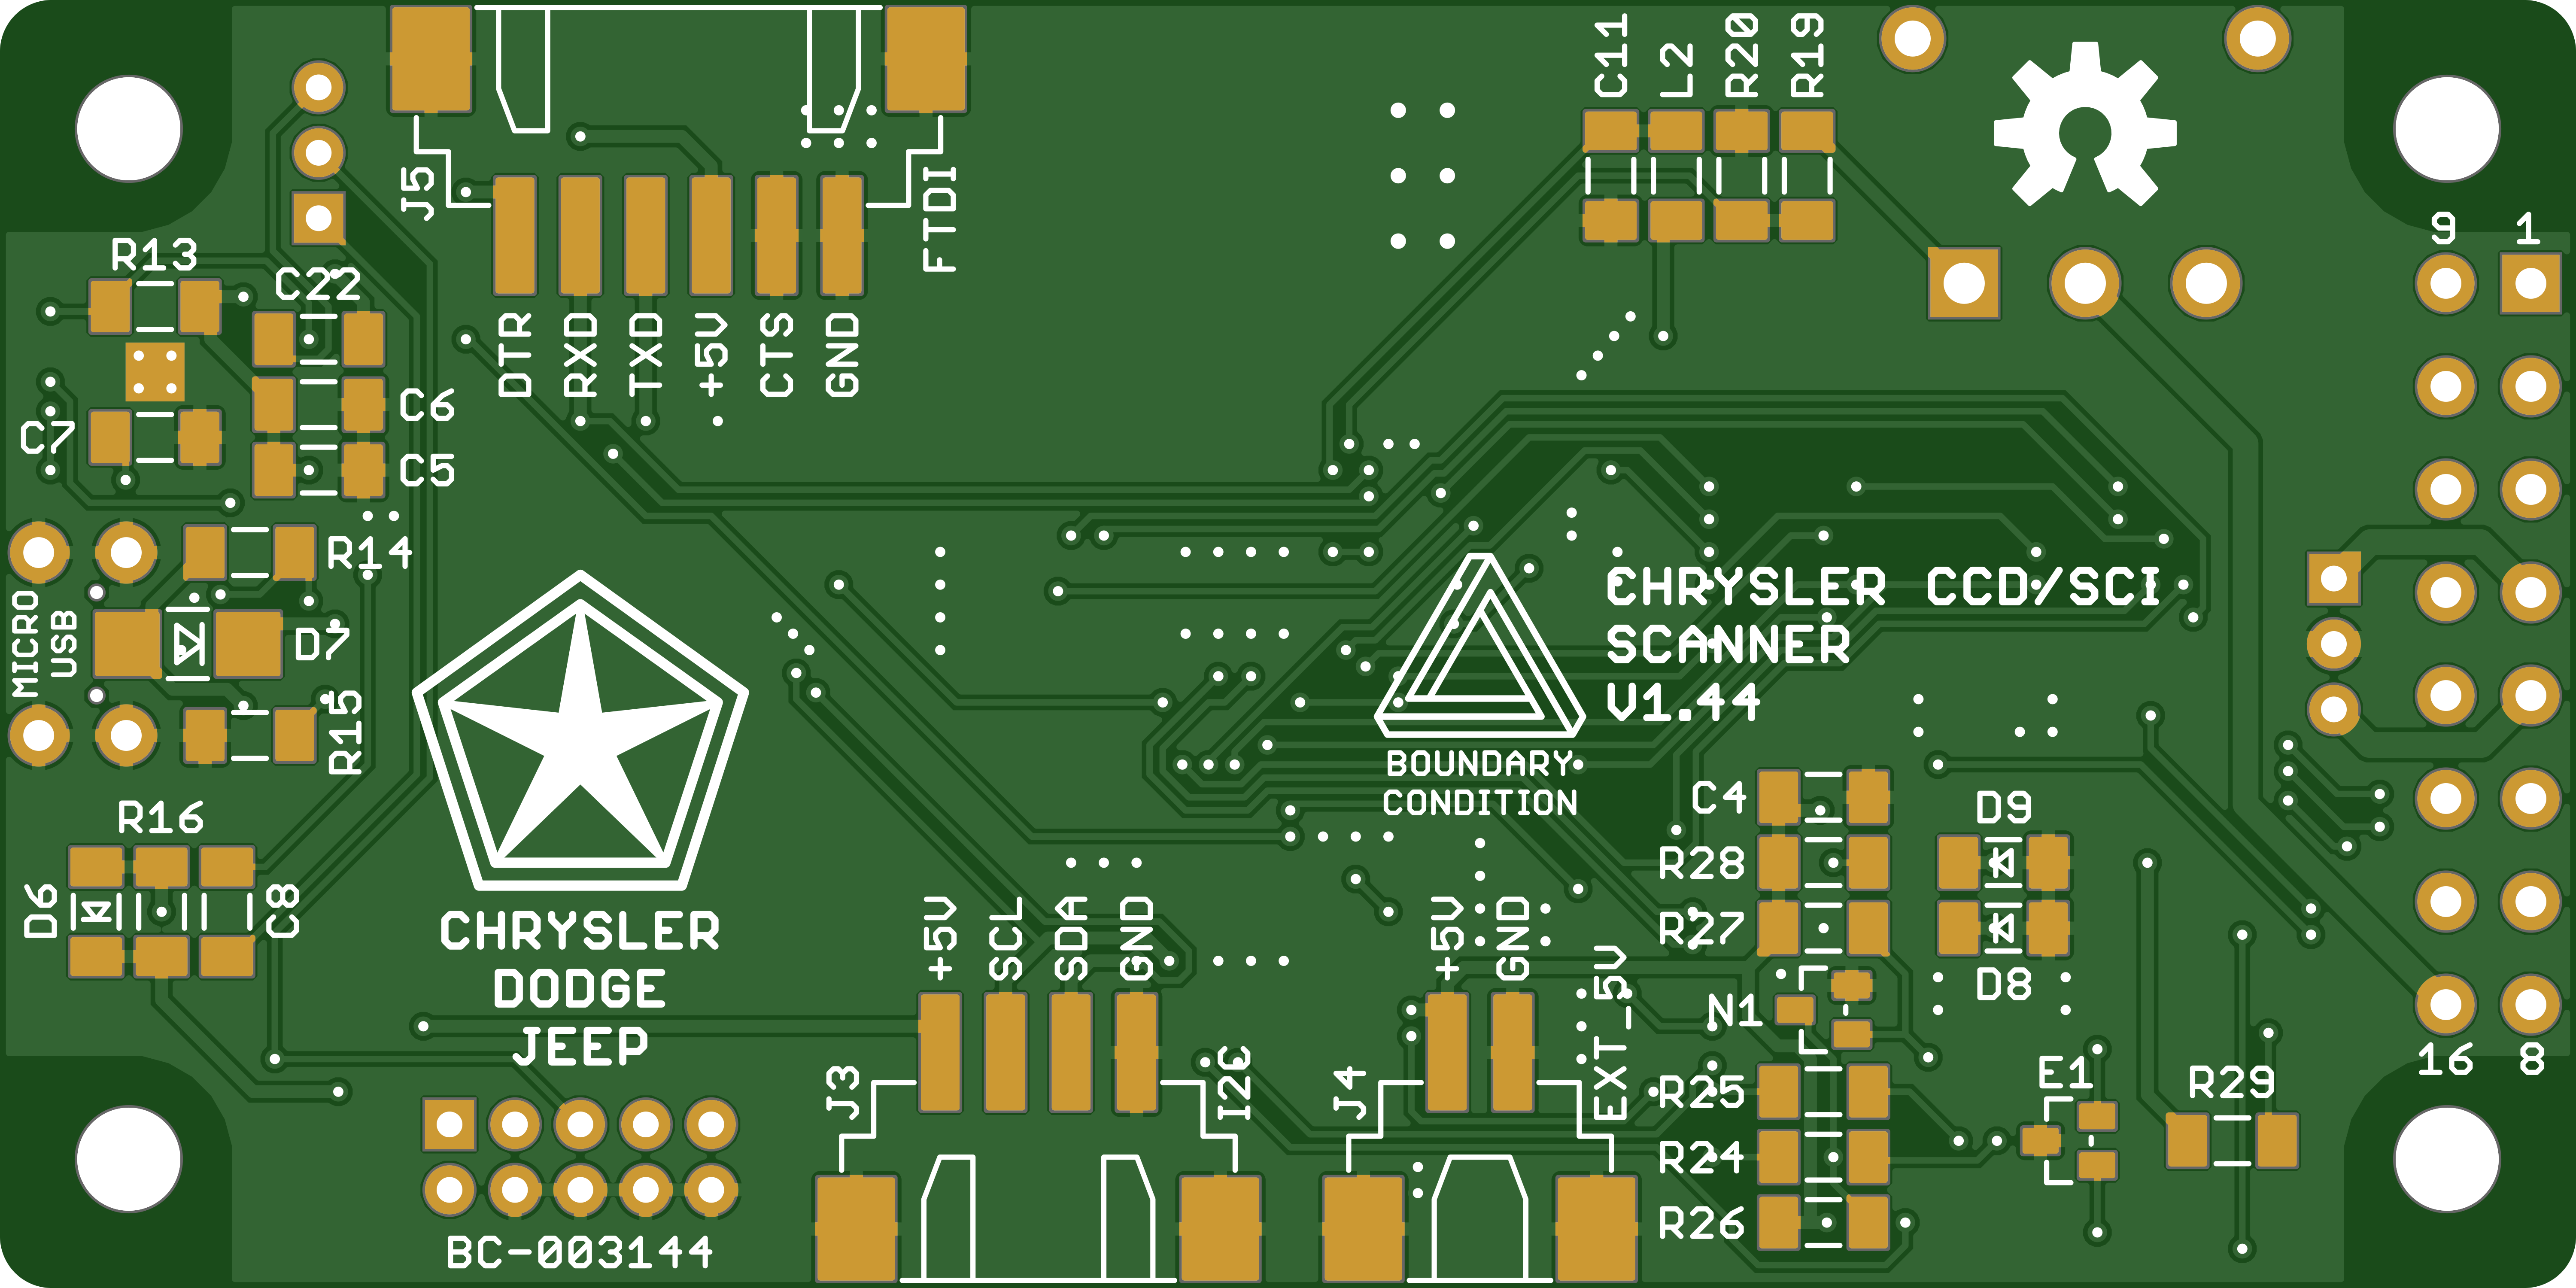 C11
L2
R20
R19
J5
FTDI
9
1
R13
C22
DTR
RXD
TXD
+5V
CTS
GND
C6
C7
C5
R14
MICRO
USB
D7
R15
CHRYSLER CCD/SCI
SCANNER
V1.44
BOUNDARY
CONDITION
R16
C4
D9
R28
D6
C8
CHRYSLER
DODGE
JEEP
+5V
SCL
SDA
GND
+5V
GND
EXT_5V
R27
D8
N1
J3
I2C
J4
R25
E1
R29
16
8
R24
R26
BC-003144